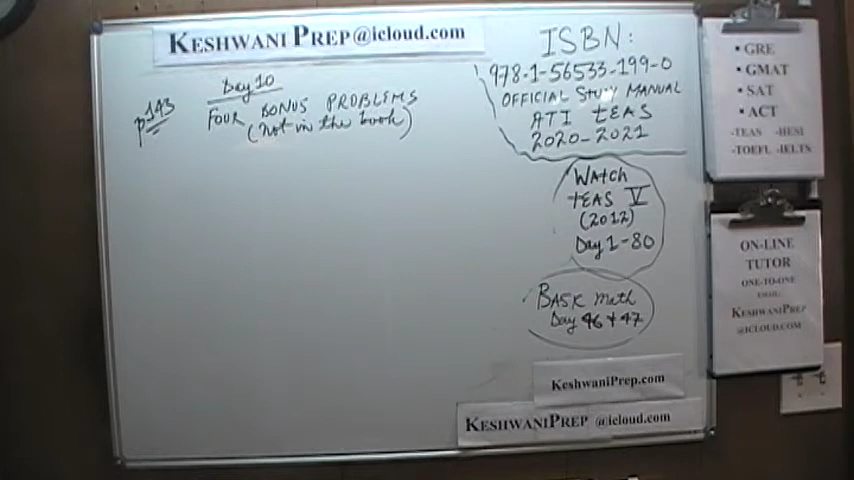 KESHWANI PREP@icloud.com
Day 10
p.143
FOUR BONUS PROBLEMS
(Not in the book)
ISBN:
978-1-56533-199-0
OFFICIAL STUDY MANUAL
ATI TEAS
2020-2021
WATCH
TEAS V
(2012)
Day 1-80
BASIC Math
Day 46 + 47
KeshwaniPrep.com
KESHWANIPREP @icloud.com
• GRE
• GMAT
• SAT
• ACT
-TEAS -HESI
-TOEFL -IELTS
ON-LINE
TUTOR
ONE-TO-ONE
EMAIL:
KESHWANIPREP
@ICLOUD.COM